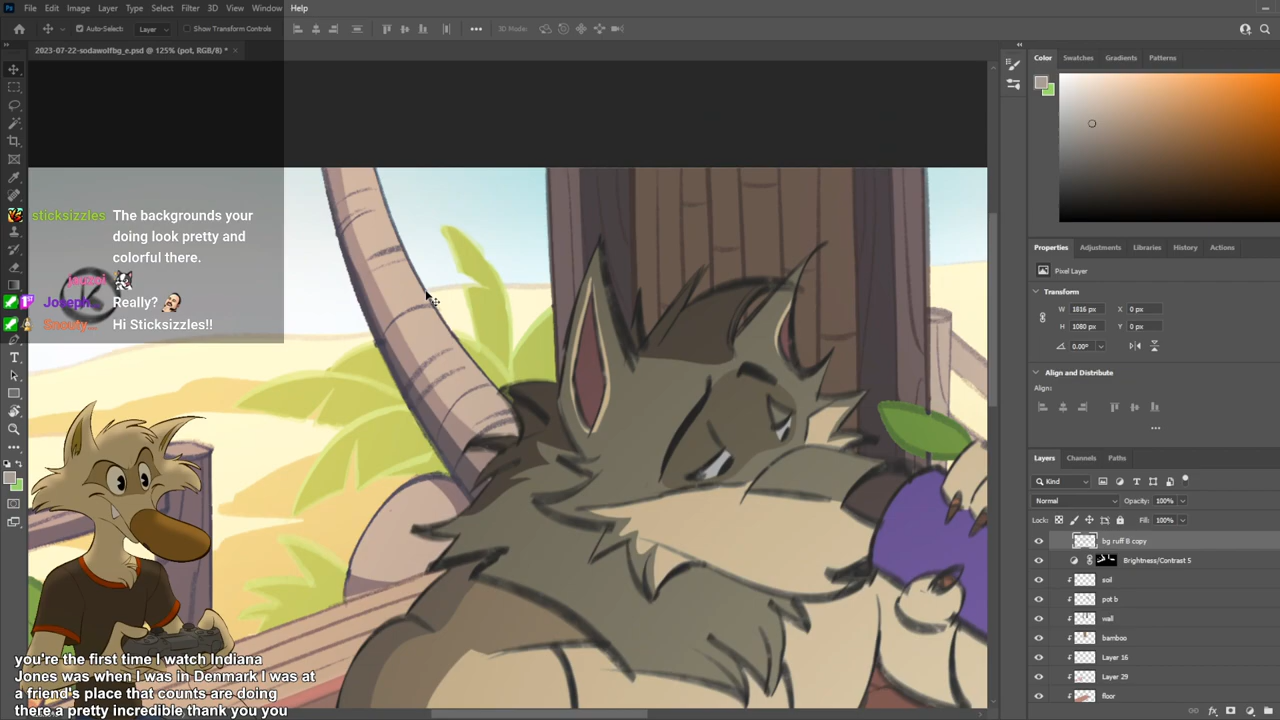 File Edit Image Layer Type Select Filter 3D View Window Help
Auto-Select: Layer Show Transform Controls 3D Mode:
2023-07-22-sodawolfbg_e.psd @ 125% (pot, RGB/8) *
Color Swatches Gradients Patterns
Properties Adjustments Libraries History Actions
Pixel Layer
Transform
W 1816 px X 0 px
H 1080 px Y 0 px
0.00°
Align and Distribute
Align:
Layers Channels Paths
Kind
Normal Opacity: 100%
Lock: Fill: 100%
bg ruff B copy
Brightness/Contrast 5
soil
pot b
wall
bamboo
Layer 16
Layer 29
floor
sticksizzles The backgrounds your
doing look pretty and
colorful there.
Joseph... Really?
Hi Sticksizzles!!
you're the first time I watch Indiana
Jones was when I was in Denmark I was at
a friend's place that counts are doing
there a pretty incredible thank you you